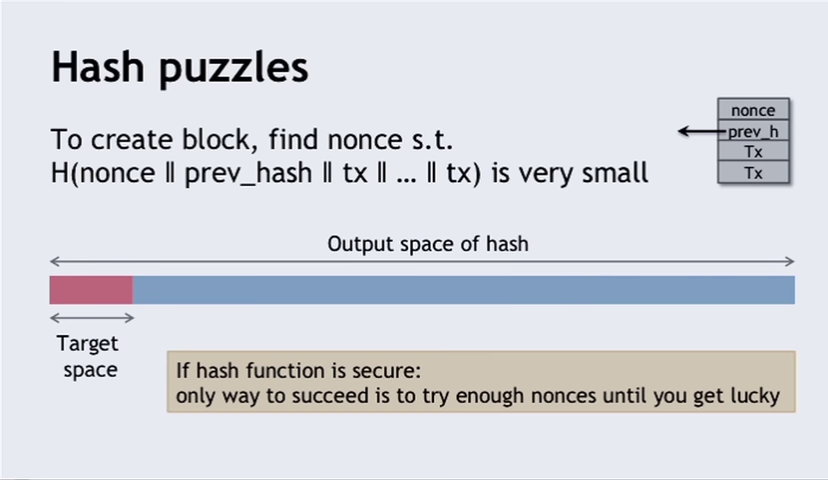 Hash puzzles
To create block, find nonce s.t.
H(nonce ‖ prev_hash ‖ tx ‖ … ‖ tx) is very small
nonce
prev_h
Tx
Tx
Output space of hash
Target
space
If hash function is secure:
only way to succeed is to try enough nonces until you get lucky